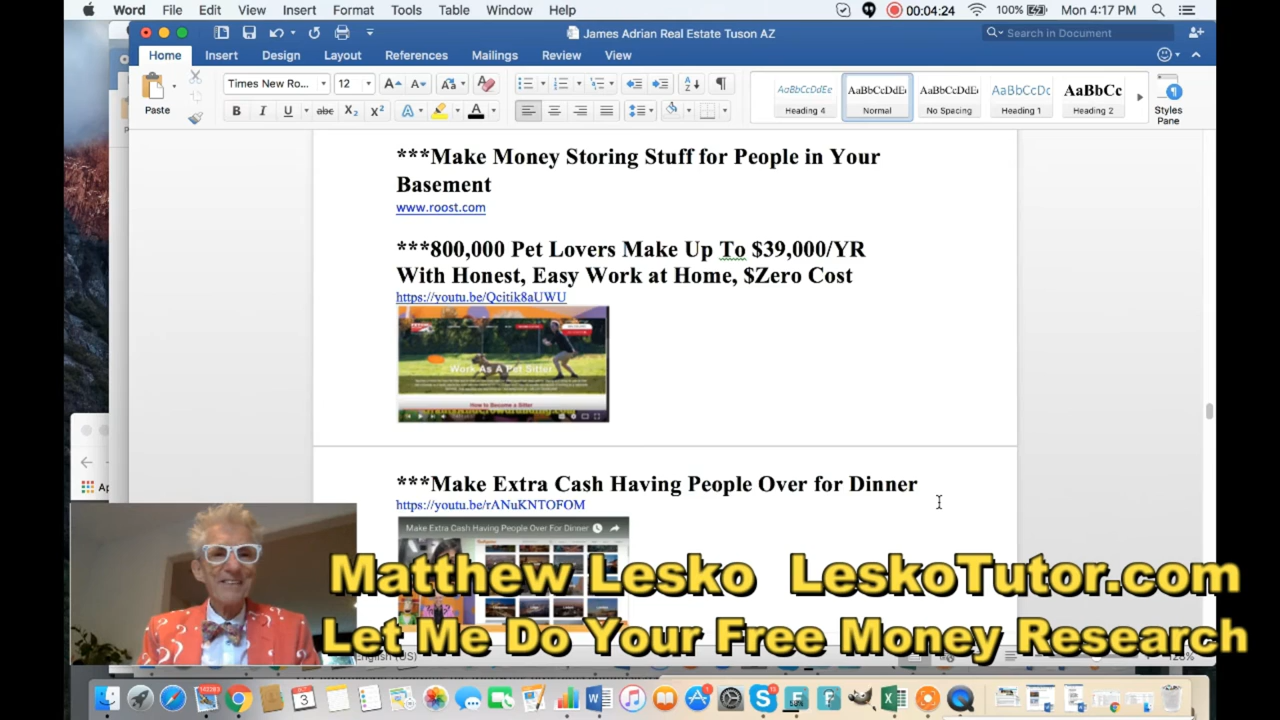 Word File Edit View Insert Format Tools Table Window Help 00:04:24 100% Mon 4:17 PM
James Adrian Real Estate Tuson AZ Search in Document
Home Insert Design Layout References Mailings Review View
Times New Ro... 12 A A Aa
Paste B I U abc X₂ X² A A
AaBbCcDdEe AaBbCcDdEe AaBbCcDdEe AaBbCcDc AaBbCc
Heading 4 Normal No Spacing Heading 1 Heading 2 Styles Pane
***Make Money Storing Stuff for People in Your
Basement
www.roost.com
***800,000 Pet Lovers Make Up To $39,000/YR
With Honest, Easy Work at Home, $Zero Cost
https://youtu.be/Qcitik8aUWU
Work As A Pet Sitter
How to Become a Sitter
***Make Extra Cash Having People Over for Dinner
https://youtu.be/rANuKNTOFOM
Make Extra Cash Having People Over For Dinner
Matthew Lesko LeskoTutor.com
Let Me Do Your Free Money Research
English (US) 128%